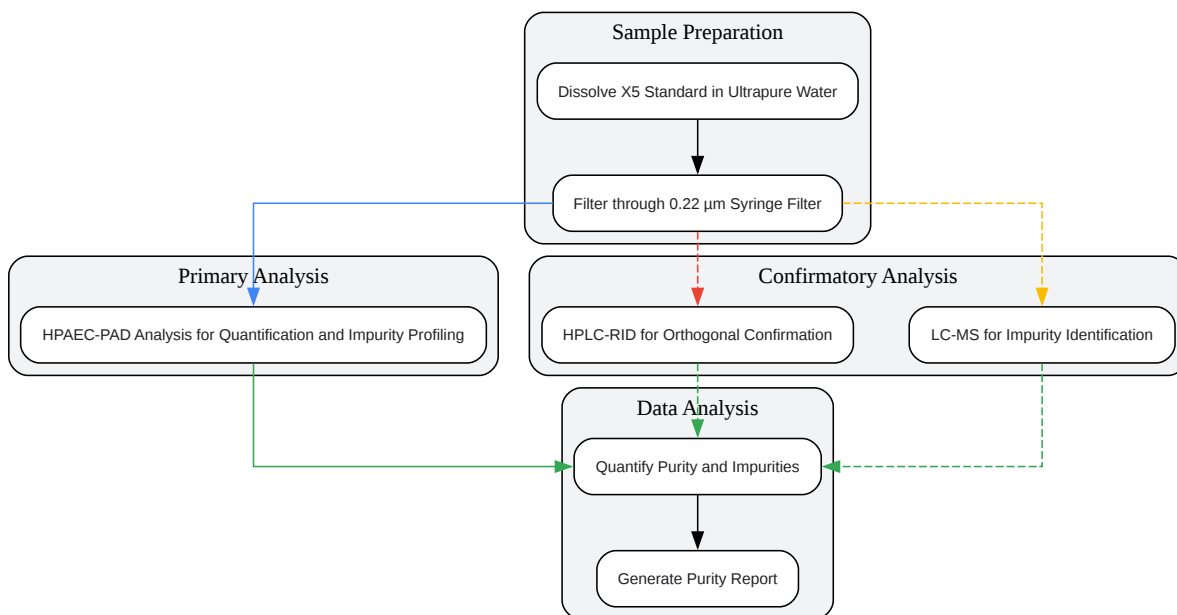 Sample Preparation
Dissolve X5 Standard in Ultrapure Water
Filter through 0.22 µm Syringe Filter
Primary Analysis
HPAEC-PAD Analysis for Quantification and Impurity Profiling
Confirmatory Analysis
HPLC-RID for Orthogonal Confirmation
LC-MS for Impurity Identification
Data Analysis
Quantify Purity and Impurities
Generate Purity Report